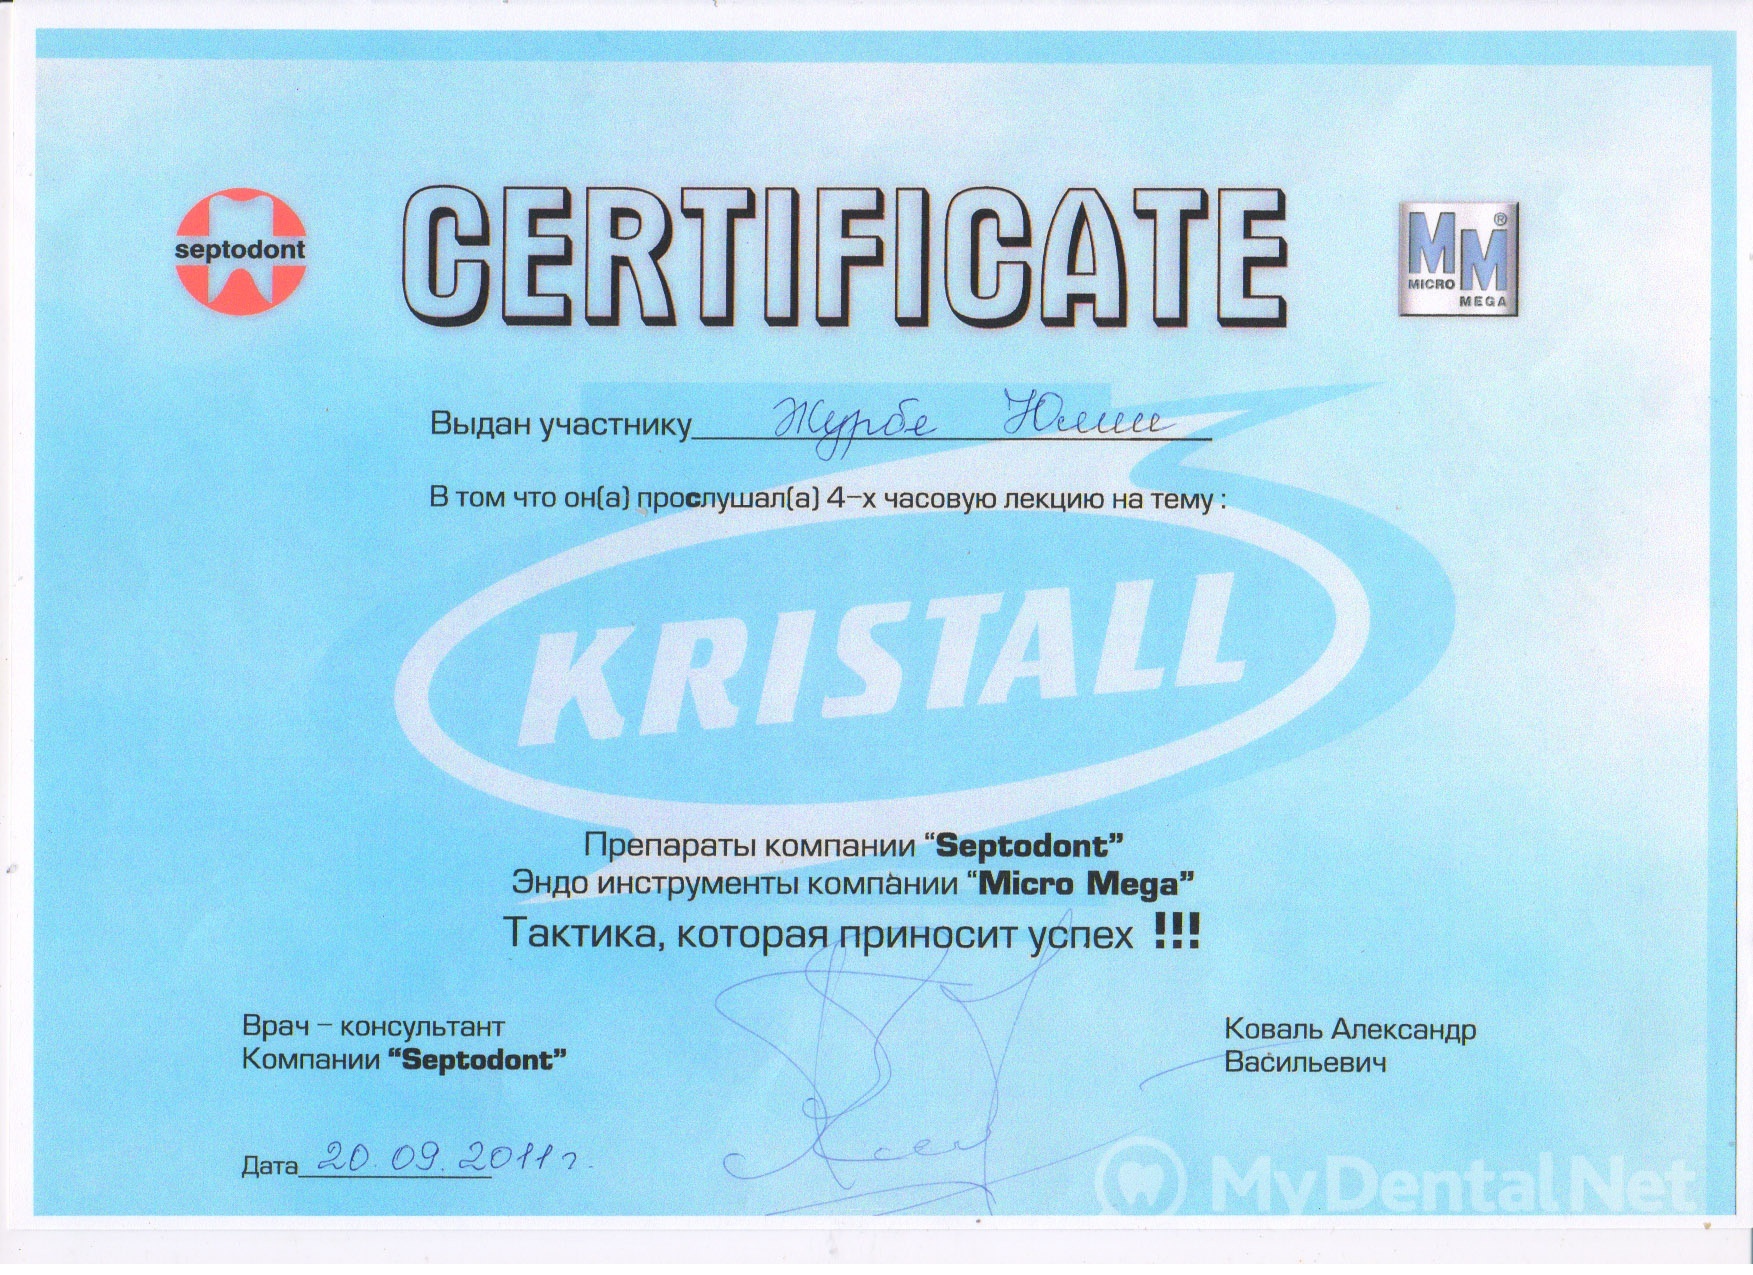 CERTIFICATE
septodont
MM®
MICRO
MEGA
Выдан участнику Журбе Юлии
В том что он(а) прослушал(а) 4-х часовую лекцию на тему :
KRISTALL
Препараты компании “Septodont”
Эндо инструменты компании “Micro Mega”
Тактика, которая приносит успех !!!
Врач – консультант
Компании “Septodont”
Коваль Александр
Васильевич
Дата 20.09.2011 г.
MyDentalNet